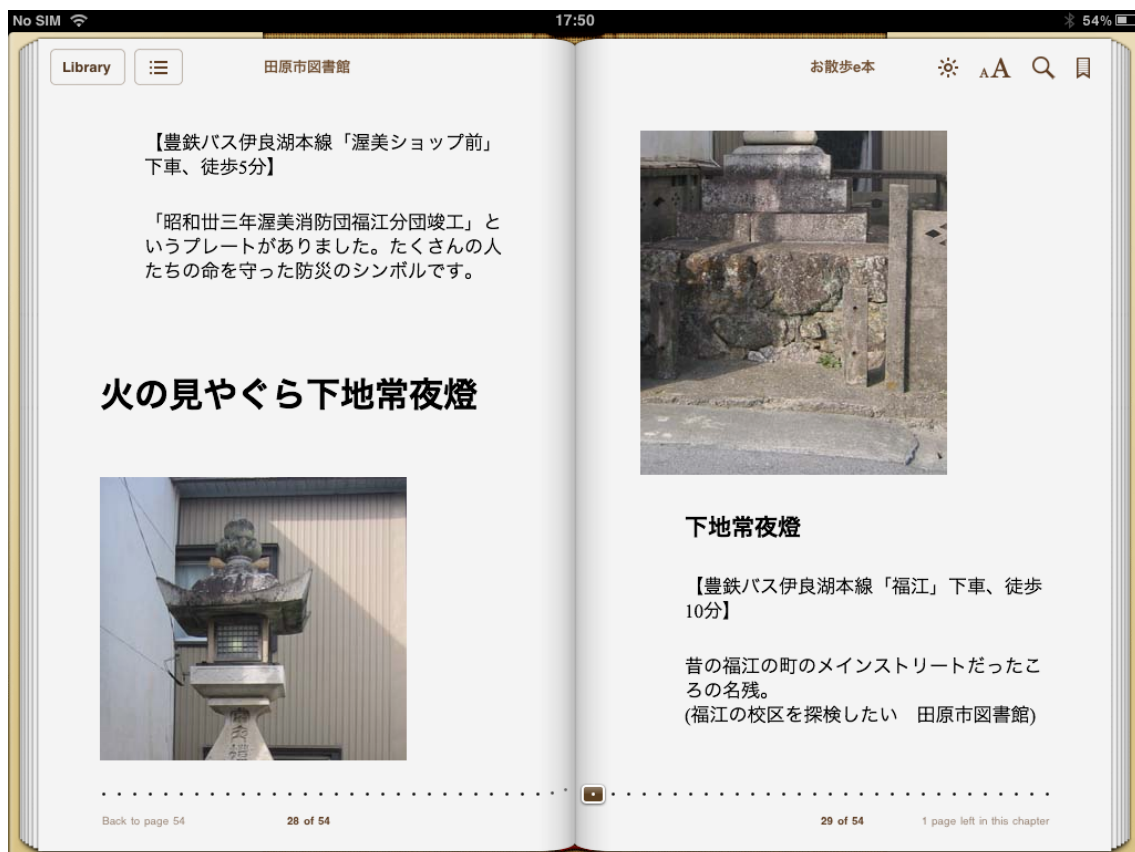 No SIM
17:50
54%
Library
田原市図書館
お散歩e本
AA
【豊鉄バス伊良湖本線「渥美ショップ前」
下車、徒歩5分】
「昭和丗三年渥美消防団福江分団竣工」と
いうプレートがありました。たくさんの人
たちの命を守った防災のシンボルです。
火の見やぐら下地常夜燈
下地常夜燈
【豊鉄バス伊良湖本線「福江」下車、徒歩
10分】
昔の福江の町のメインストリートだったこ
ろの名残。
(福江の校区を探検したい　田原市図書館)
Back to page 54
28 of 54
29 of 54
1 page left in this chapter